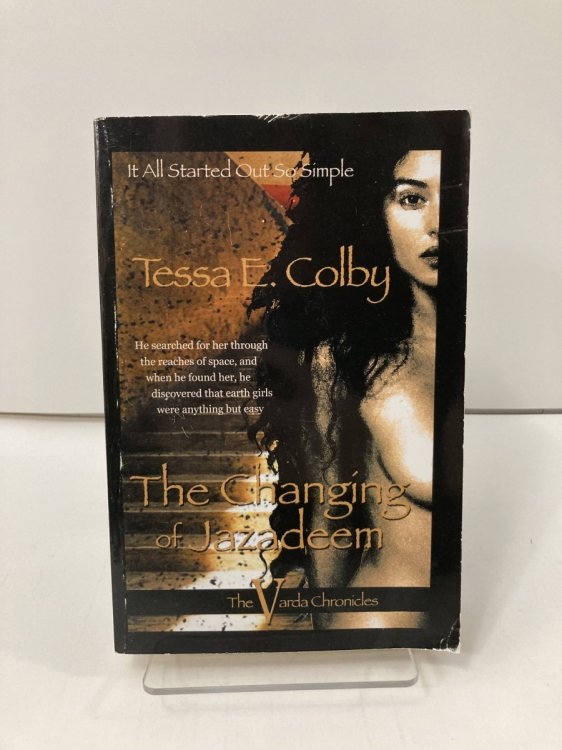 It All Started Out So Simple
Tessa E. Colby
He searched for her through
the reaches of space, and
when he found her, he
discovered that earth girls
were anything but easy
The Changing
of Jazadeem
The Varda Chronicles